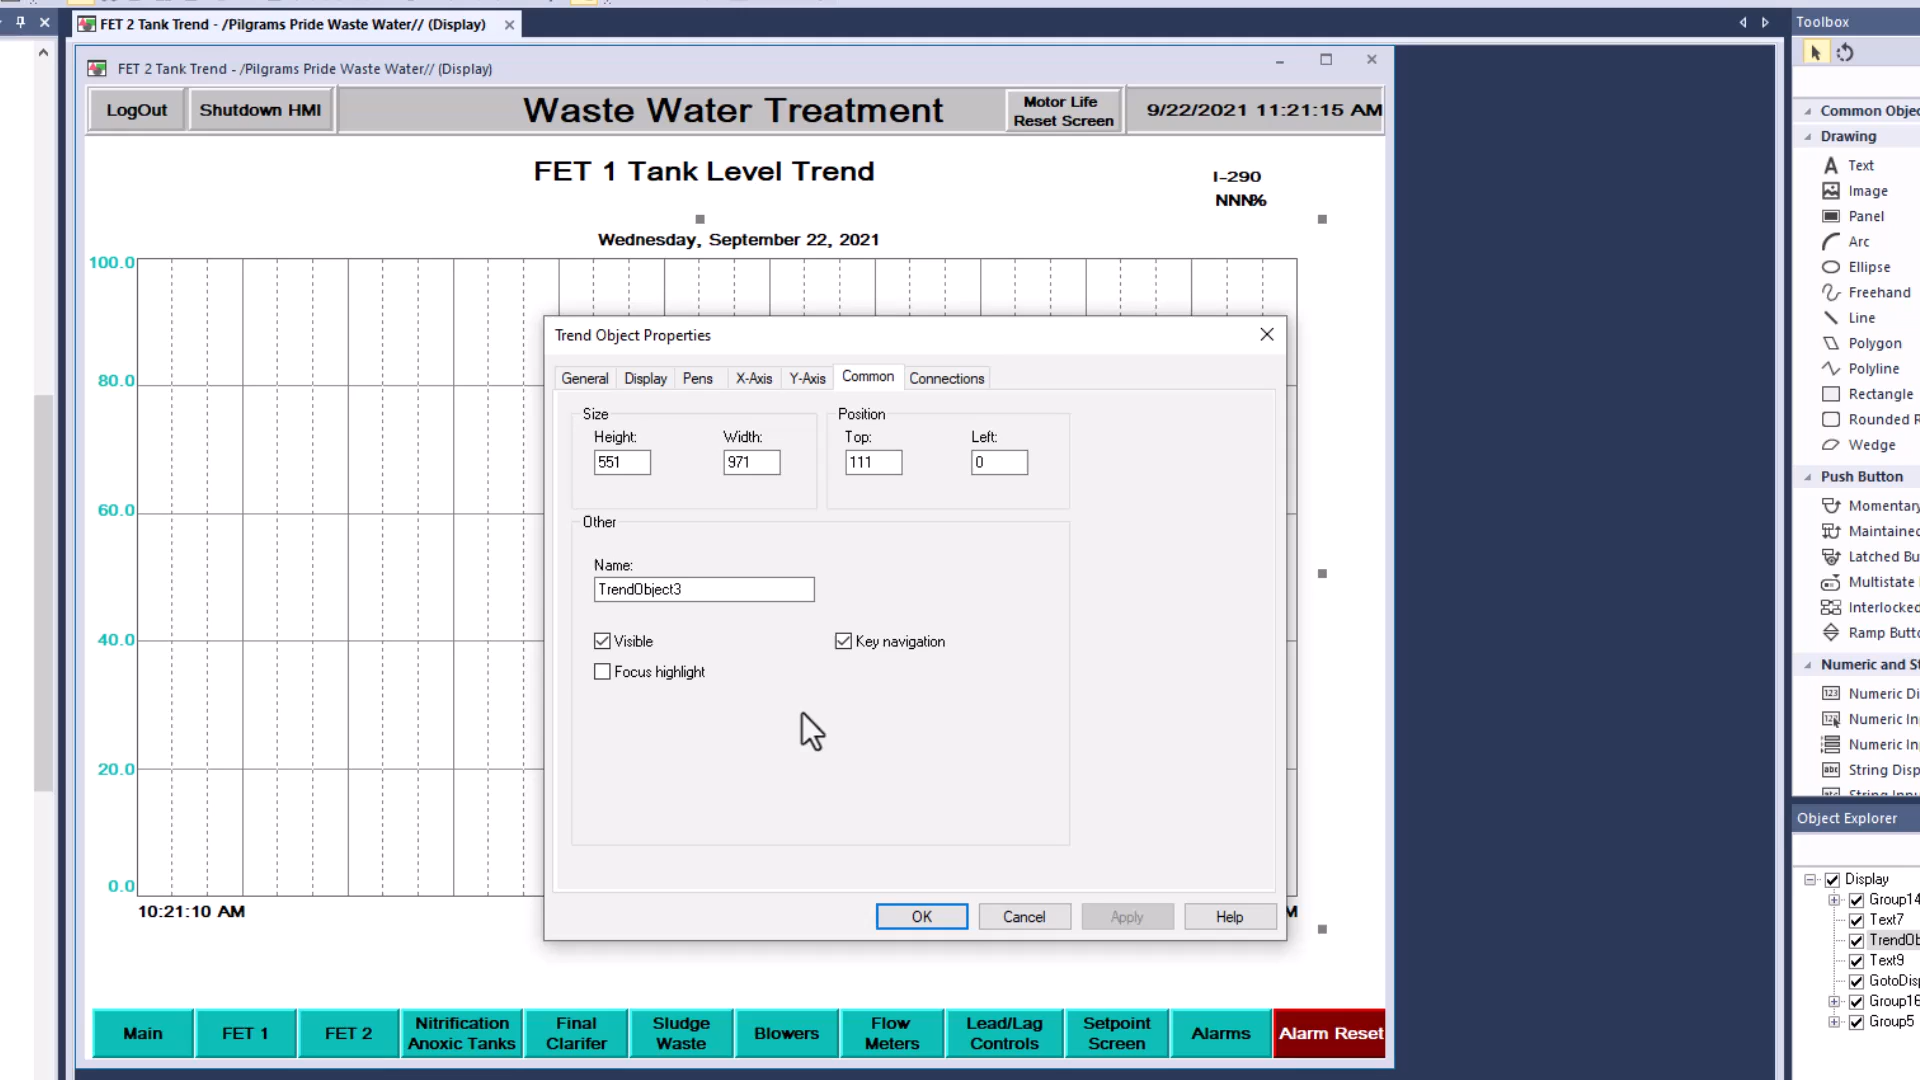 FET 2 Tank Trend - /Pilgrams Pride Waste Water// (Display)
Toolbox
FET 2 Tank Trend - /Pilgrams Pride Waste Water// (Display)
LogOut
Shutdown HMI
Waste Water Treatment
Motor Life
Reset Screen
9/22/2021 11:21:15 AM
FET 1 Tank Level Trend
I-290
NNN%
Wednesday, September 22, 2021
100.0
80.0
60.0
40.0
20.0
0.0
10:21:10 AM
M
Trend Object Properties
General
Display
Pens
X-Axis
Y-Axis
Common
Connections
Size
Height:
Width:
551
971
Position
Top:
Left:
111
0
Other
Name:
TrendObject3
Visible
Key navigation
Focus highlight
OK
Cancel
Apply
Help
Main
FET 1
FET 2
Nitrification
Anoxic Tanks
Final
Clarifer
Sludge
Waste
Blowers
Flow
Meters
Lead/Lag
Controls
Setpoint
Screen
Alarms
Alarm Reset
Common Objec
Drawing
Text
Image
Panel
Arc
Ellipse
Freehand
Line
Polygon
Polyline
Rectangle
Rounded R
Wedge
Push Button
Momentary
Maintained
Latched Bu
Multistate
Interlocked
Ramp Butto
Numeric and St
Numeric Di
Numeric In
Numeric In
String Disp
Object Explorer
Display
Group14
Text7
TrendOb
Text9
GotoDisp
Group16
Group5